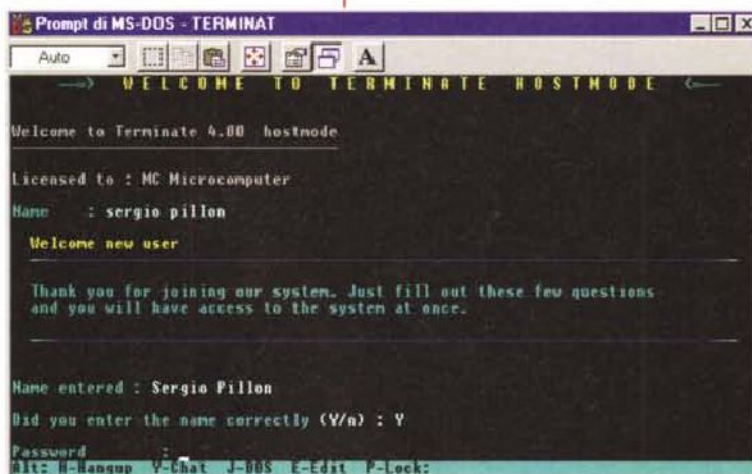 Prompt di MS-DOS - TERMINAT
Auto
A
WELCOME TO TERMINATE HOSTMODE
Welcome to Terminate 4.00 hostmode
Licensed to : MC Microcomputer
Name : sergio pillon
Welcome new user
Thank you for joining our system. Just fill out these few questions
and you will have access to the system at once.
Name entered : Sergio Pillon
Did you enter the name correctly (Y/n) : Y
Password :
Alt: H-Hangup Y-Chat J-DOS E-Edit P-Lock: